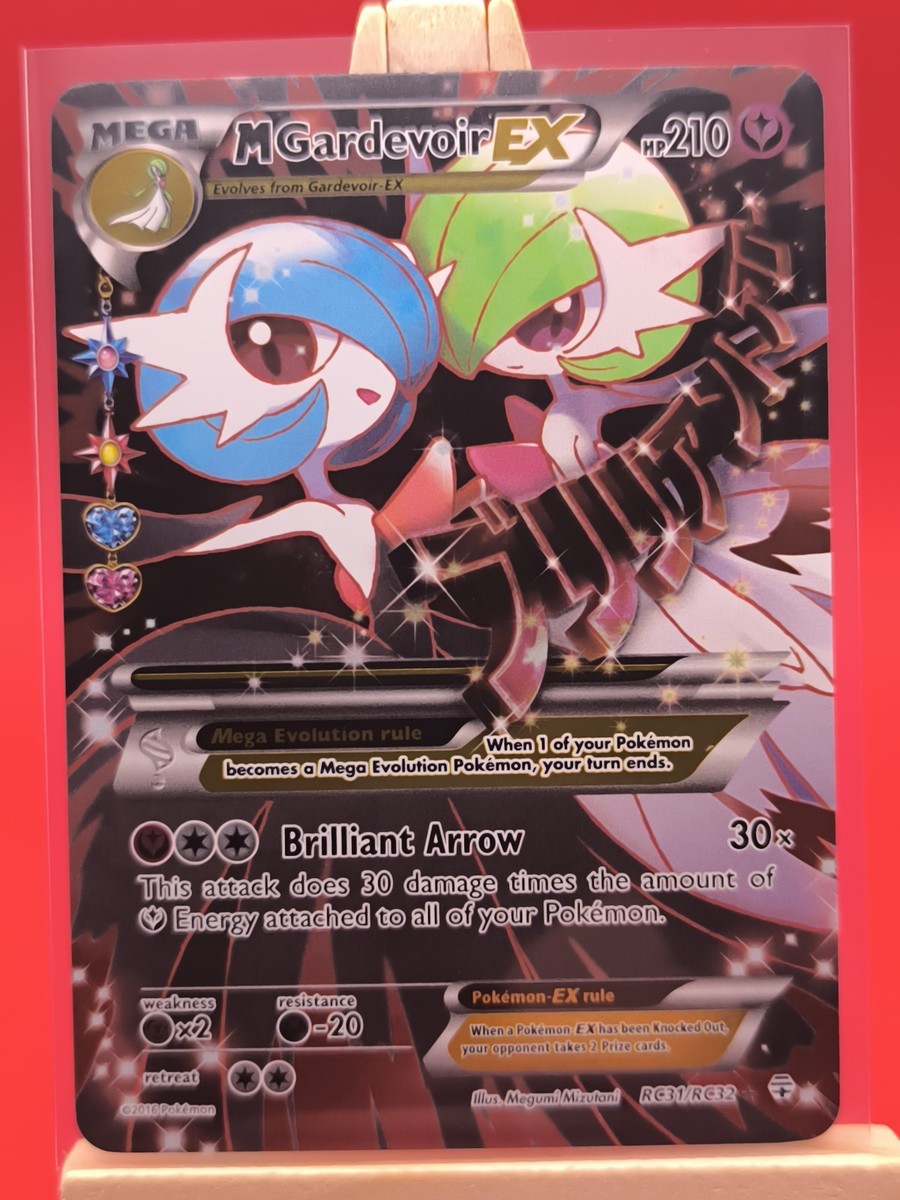 MEGA
M Gardevoir EX
HP 210
Evolves from Gardevoir-EX
Mega Evolution rule
When 1 of your Pokémon
becomes a Mega Evolution Pokémon, your turn ends.
Brilliant Arrow 30×
This attack does 30 damage times the amount of
Energy attached to all of your Pokémon.
weakness
×2
resistance
-20
retreat
Pokémon-EX rule
When a Pokémon-EX has been Knocked Out,
your opponent takes 2 Prize cards.
©2016 Pokémon
Illus. Megumi Mizutani RC31/RC32